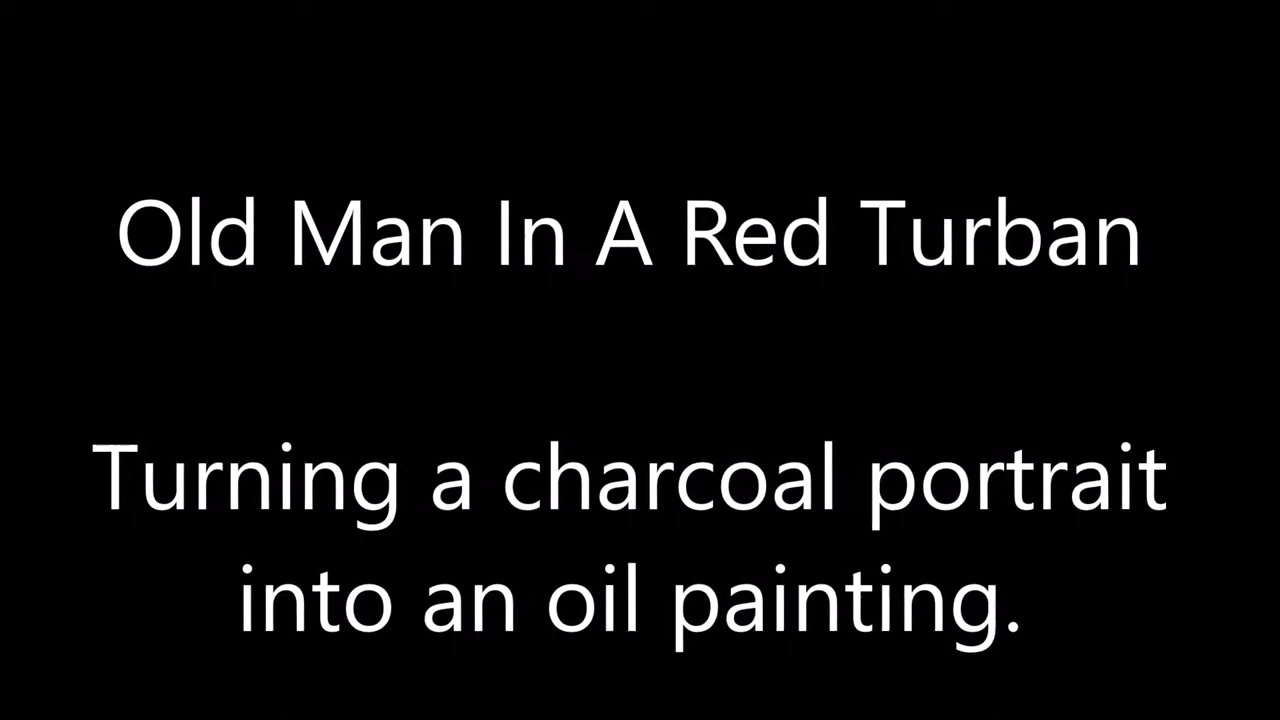 Old Man In A Red Turban
Turning a charcoal portrait
into an oil painting.